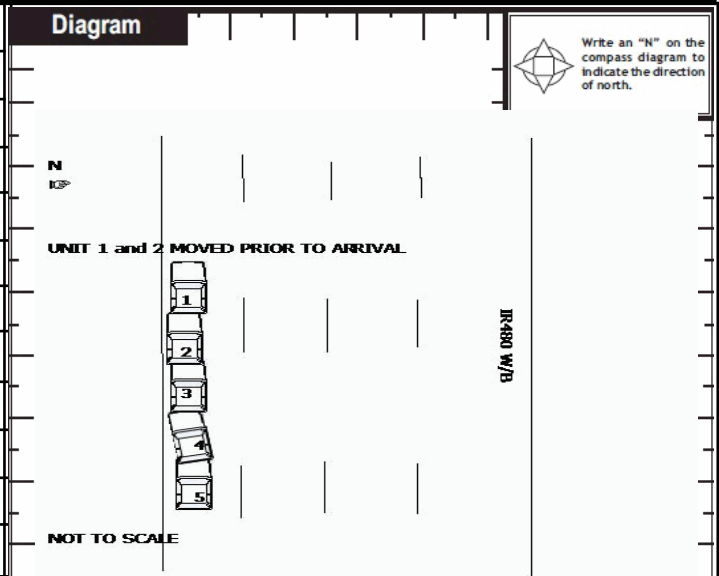 Diagram
Write an “N” on the
compass diagram to
indicate the direction
of north.
N
☞
UNIT 1 and 2 MOVED PRIOR TO ARRIVAL
1
2
3
4
5
IR480 W/B
NOT TO SCALE